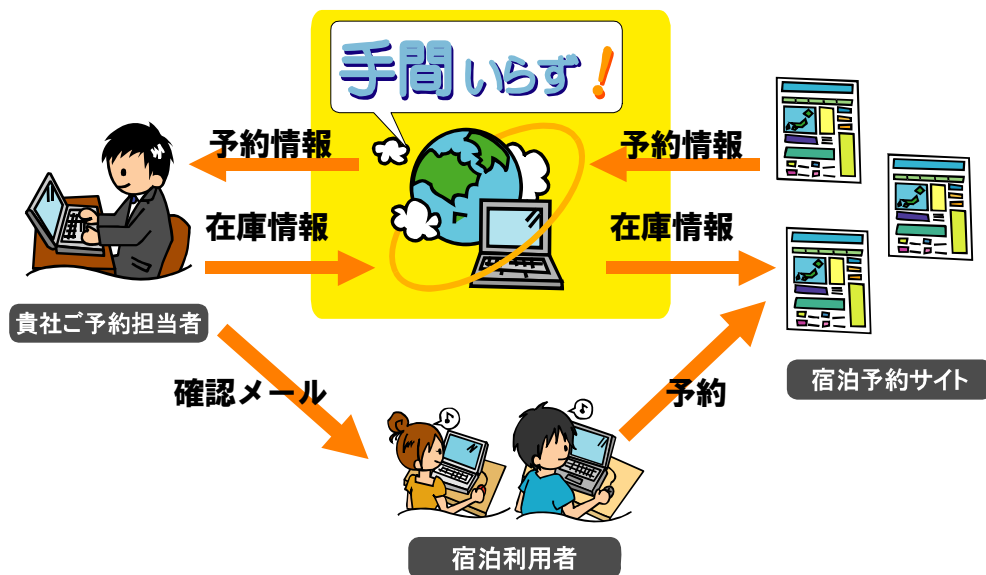 手間いらず！
予約情報
予約情報
在庫情報
在庫情報
貴社ご予約担当者
宿泊予約サイト
確認メール
予約
宿泊利用者